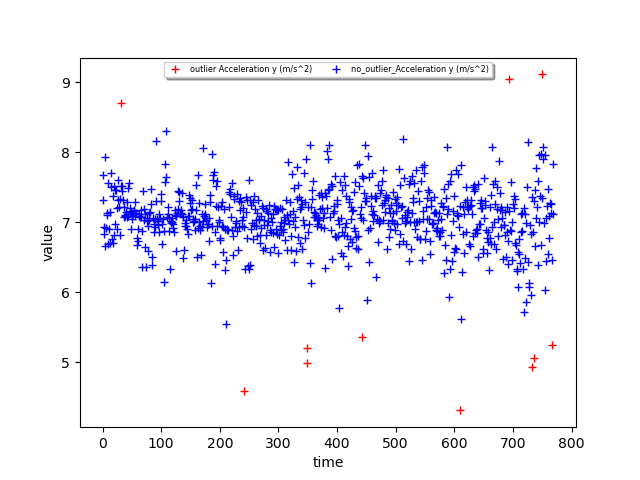 outlier Acceleration y (m/s^2) no_outlier_Acceleration y (m/s^2)
9
8
7
6
5
value
0 100 200 300 400 500 600 700 800
time